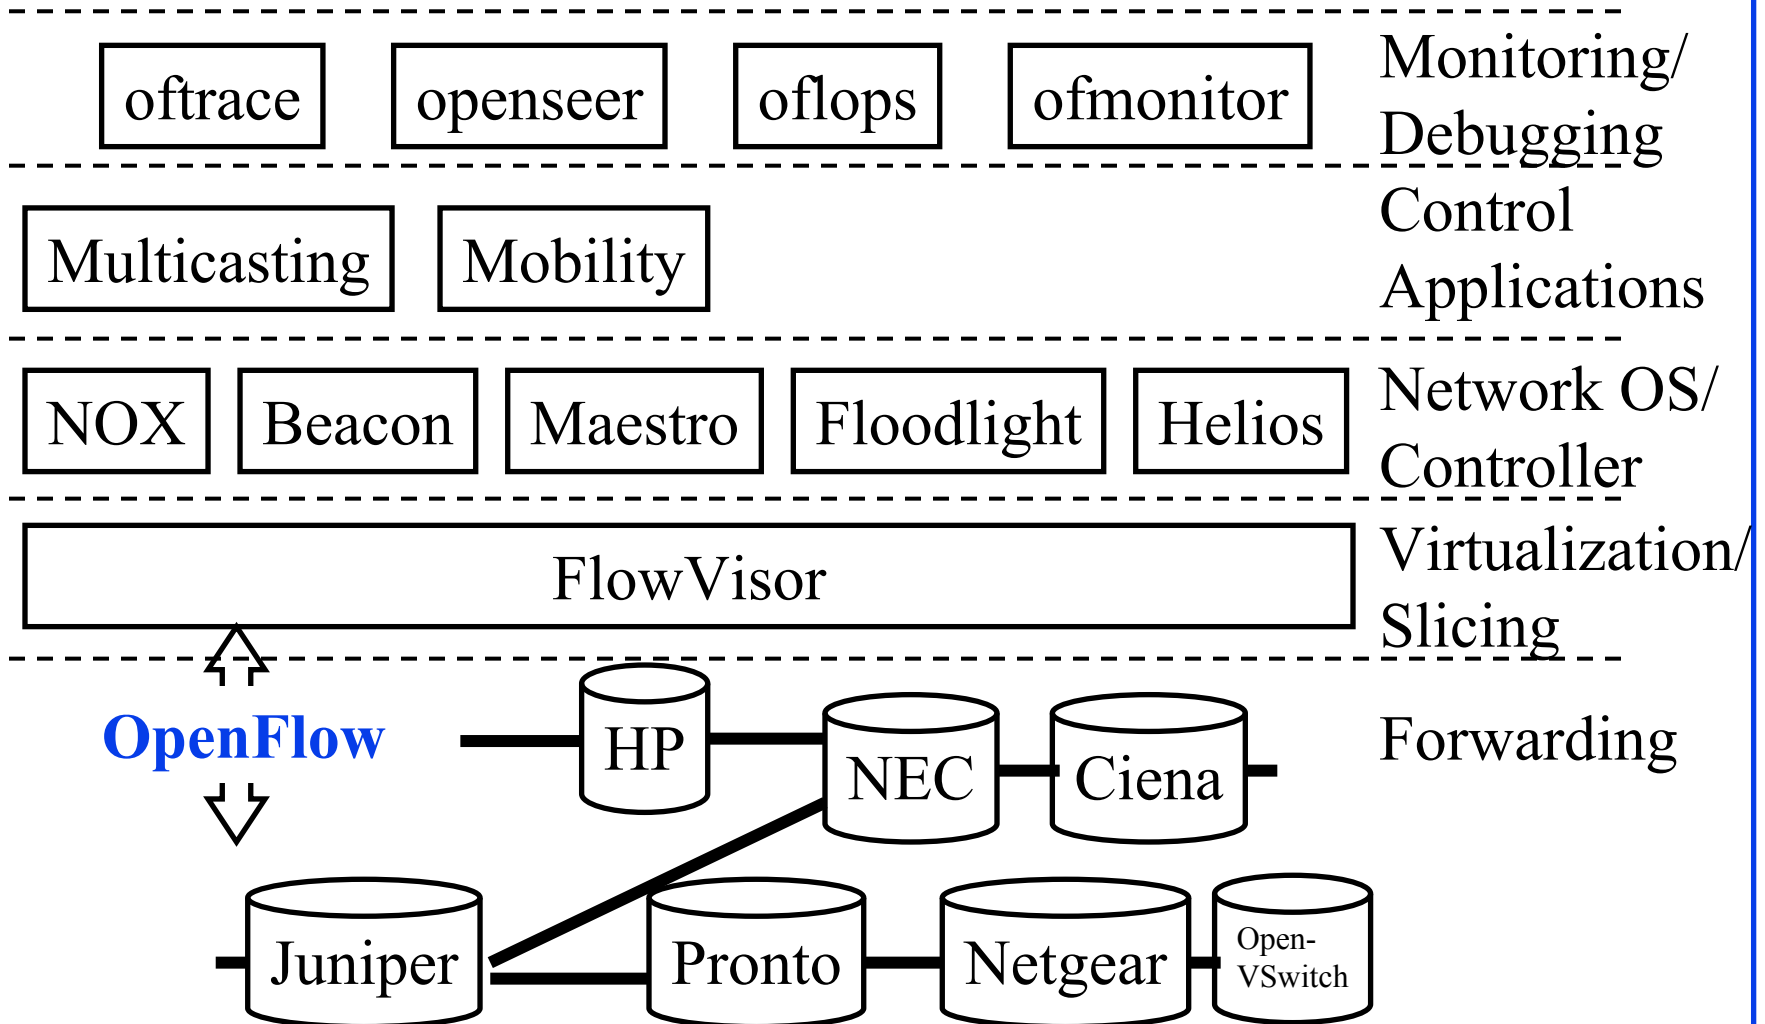 oftrace openseer oflops ofmonitor
Monitoring/
Debugging
Multicasting Mobility
Control
Applications
NOX Beacon Maestro Floodlight Helios
Network OS/
Controller
FlowVisor
Virtualization/
Slicing
OpenFlow
HP NEC Ciena
Forwarding
Juniper Pronto Netgear
Open-
VSwitch